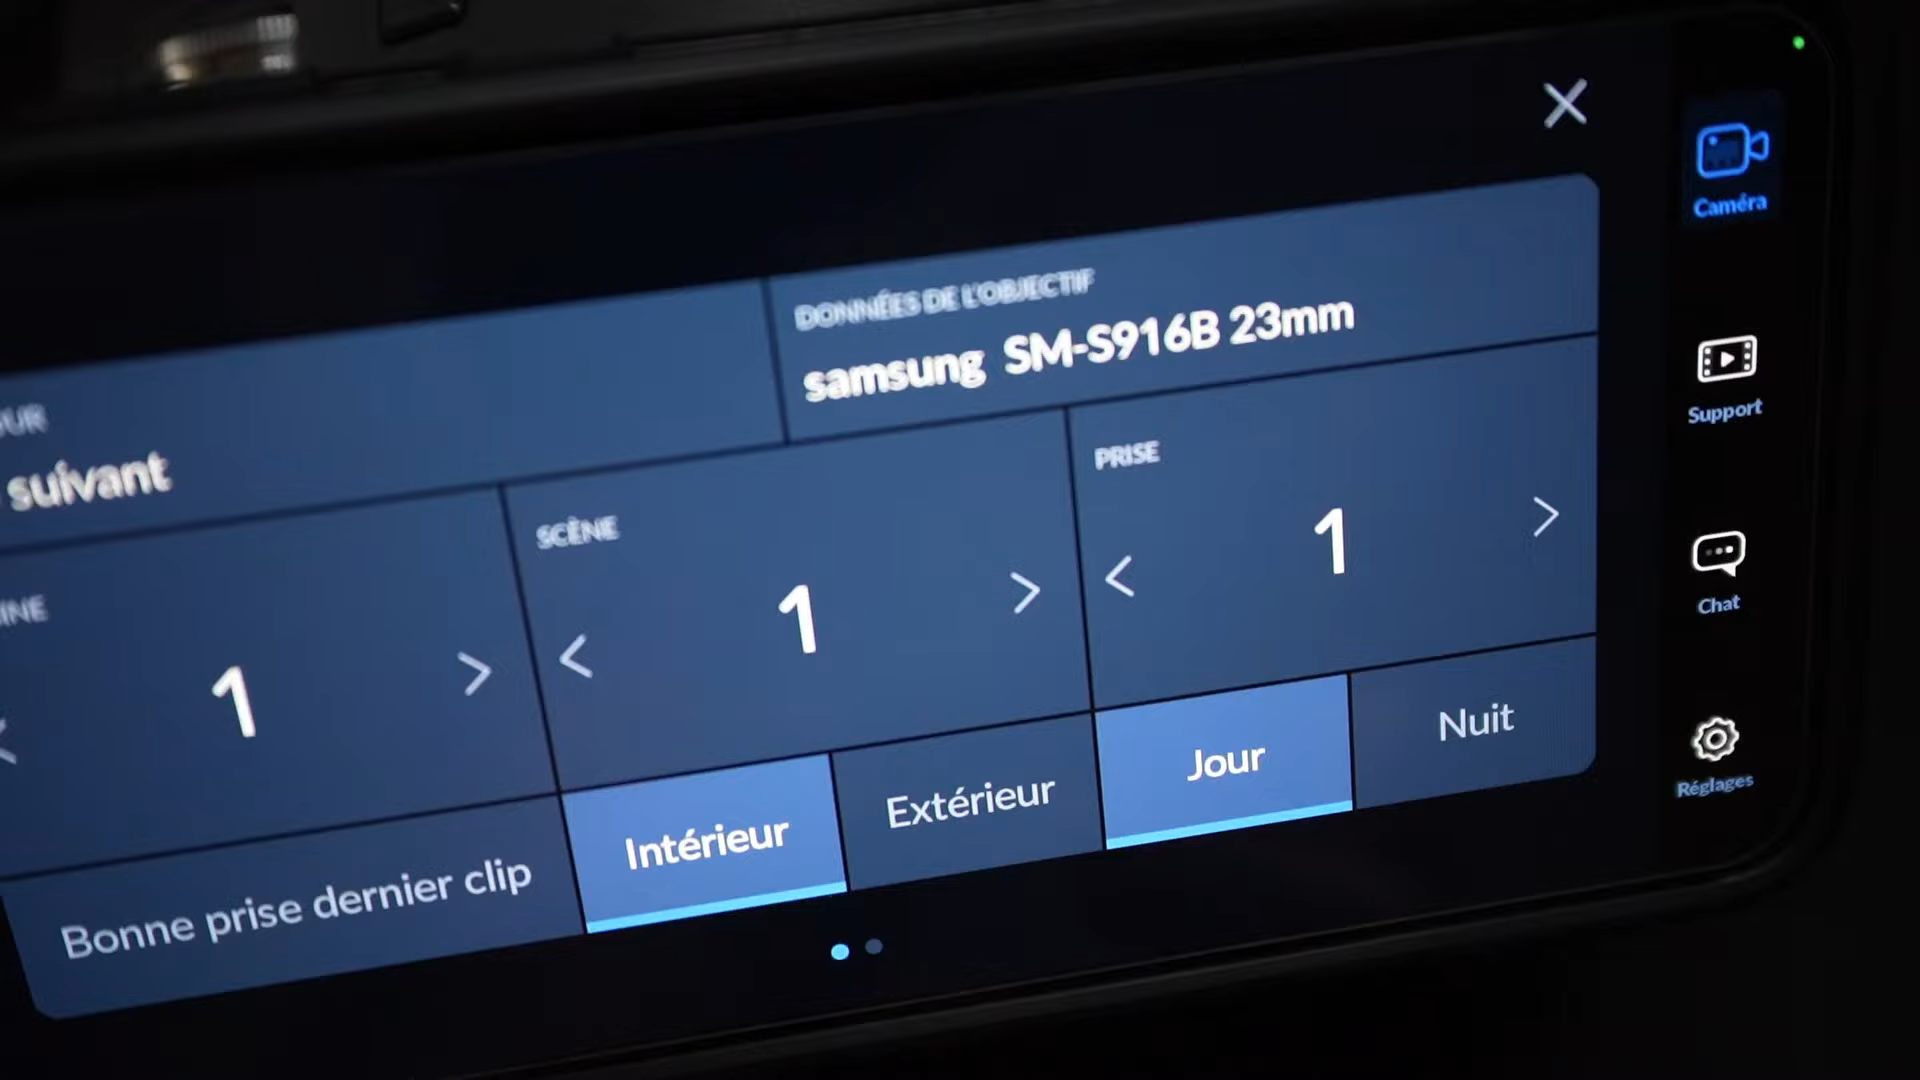 DONNÉES DE L'OBJECTIF
samsung SM-S916B 23mm
suivant
SCÈNE
PRISE
1
1
1
Bonne prise dernier clip
Intérieur
Extérieur
Jour
Nuit
Caméra
Support
Chat
Réglages